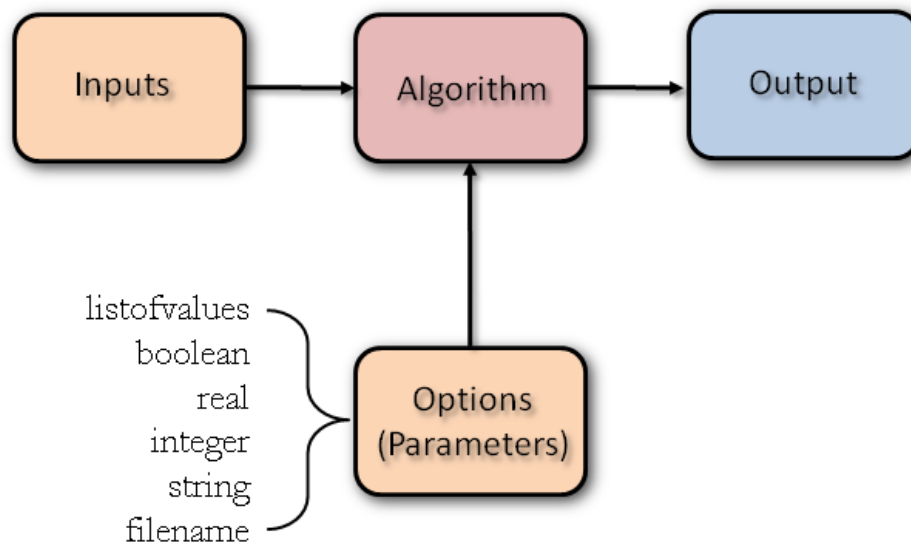 Inputs
Algorithm
Output
listofvalues
boolean
real
integer
string
filename
Options
(Parameters)